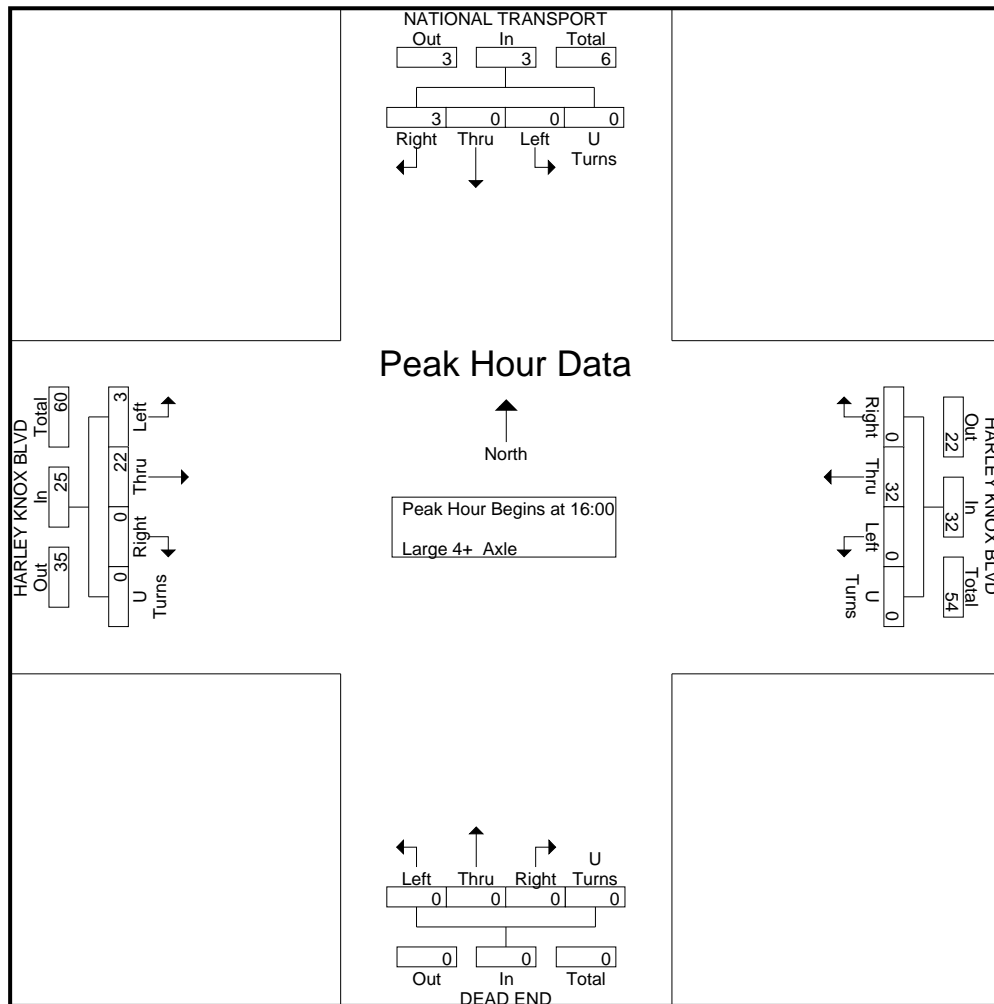 NATIONAL TRANSPORT
Out In Total
3 3 6
3 0 0 0
Right Thru Left U Turns
Peak Hour Data
North
Peak Hour Begins at 16:00
Large 4+ Axle
HARLEY KNOX BLVD
Total In Out
60 25 35
3 22 0 0
Left Thru Right U Turns
HARLEY KNOX BLVD
Out In Total
22 32 54
0 32 0 0
Right Thru Left U Turns
Left Thru Right U Turns
0 0 0 0
0 0 0
Out In Total
DEAD END